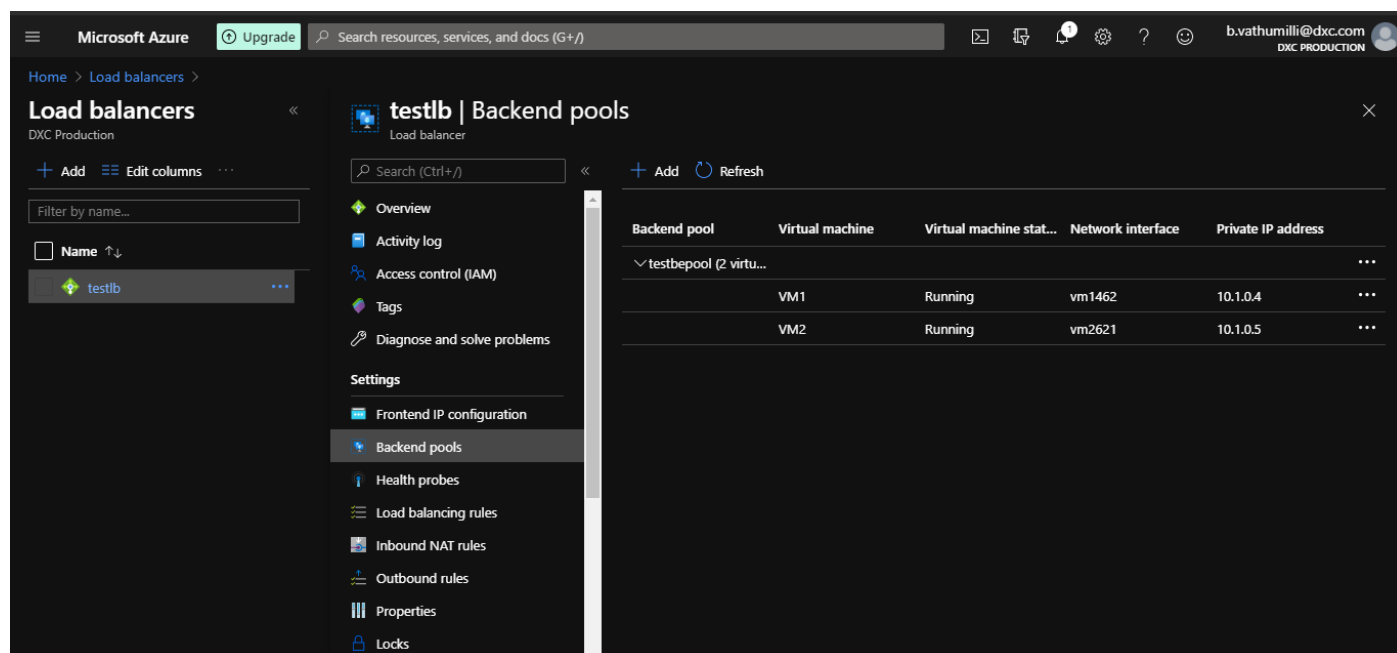 Microsoft Azure
Upgrade
Search resources, services, and docs (G+/)
1
b.vathumilli@dxc.com
DXC PRODUCTION
Home > Load balancers >
Load balancers
DXC Production
«
+ Add
Edit columns
...
Filter by name...
Name ↑↓
testlb
...
testlb | Backend pools
Load balancer
Search (Ctrl+/)
«
Overview
Activity log
Access control (IAM)
Tags
Diagnose and solve problems
Settings
Frontend IP configuration
Backend pools
Health probes
Load balancing rules
Inbound NAT rules
Outbound rules
Properties
Locks
+ Add
Refresh
Backend pool Virtual machine Virtual machine stat... Network interface Private IP address
testbepool (2 virtu... ...
VM1 Running vm1462 10.1.0.4 ...
VM2 Running vm2621 10.1.0.5 ...